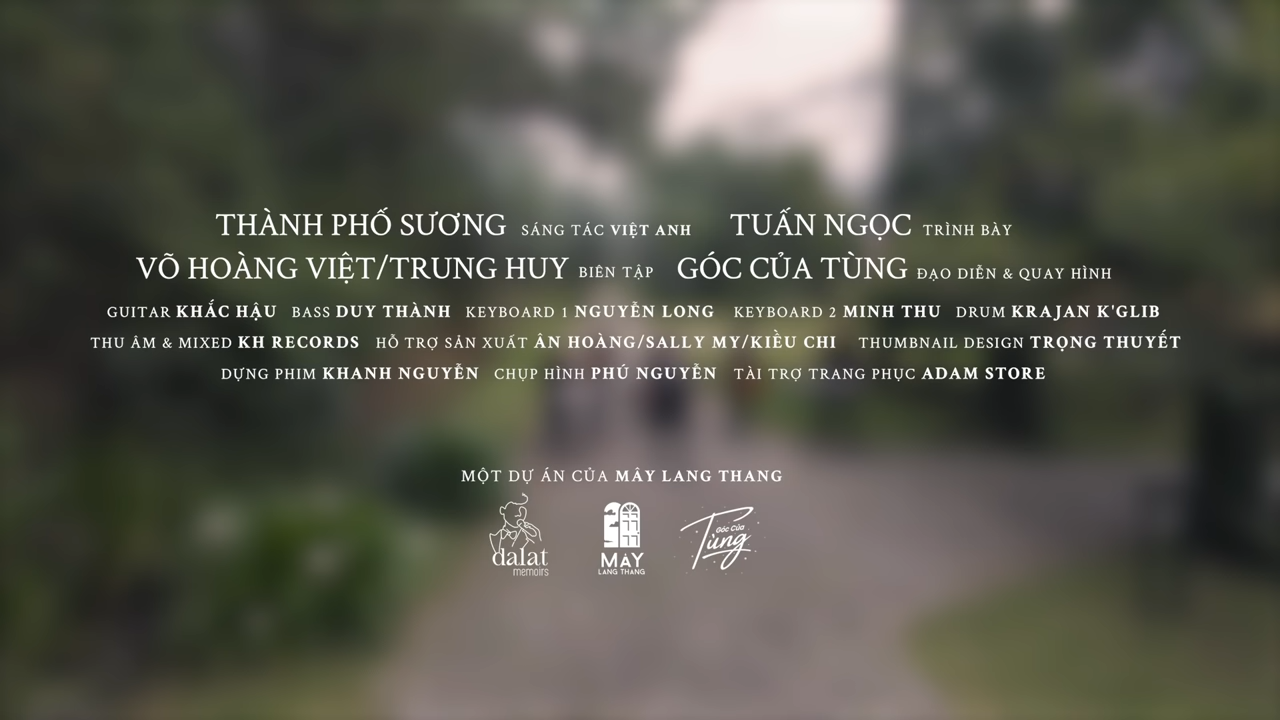 THÀNH PHỐ SƯƠNG SÁNG TÁC VIỆT ANH TUẤN NGỌC TRÌNH BÀY
VÕ HOÀNG VIỆT/TRUNG HUY BIÊN TẬP GÓC CỦA TÙNG ĐẠO DIỄN & QUAY HÌNH
GUITAR KHẮC HẬU BASS DUY THÀNH KEYBOARD 1 NGUYỄN LONG KEYBOARD 2 MINH THU DRUM KRAJAN K'GLIB
THU ÂM & MIXED KH RECORDS HỖ TRỢ SẢN XUẤT ÂN HOÀNG/SALLY MY/KIỀU CHI THUMBNAIL DESIGN TRỌNG THUYẾT
DỰNG PHIM KHANH NGUYỄN CHỤP HÌNH PHÚ NGUYỄN TÀI TRỢ TRANG PHỤC ADAM STORE
MỘT DỰ ÁN CỦA MÂY LANG THANG
dalat
memoirs
MÂY
LANG THANG
Góc Của
Tùng